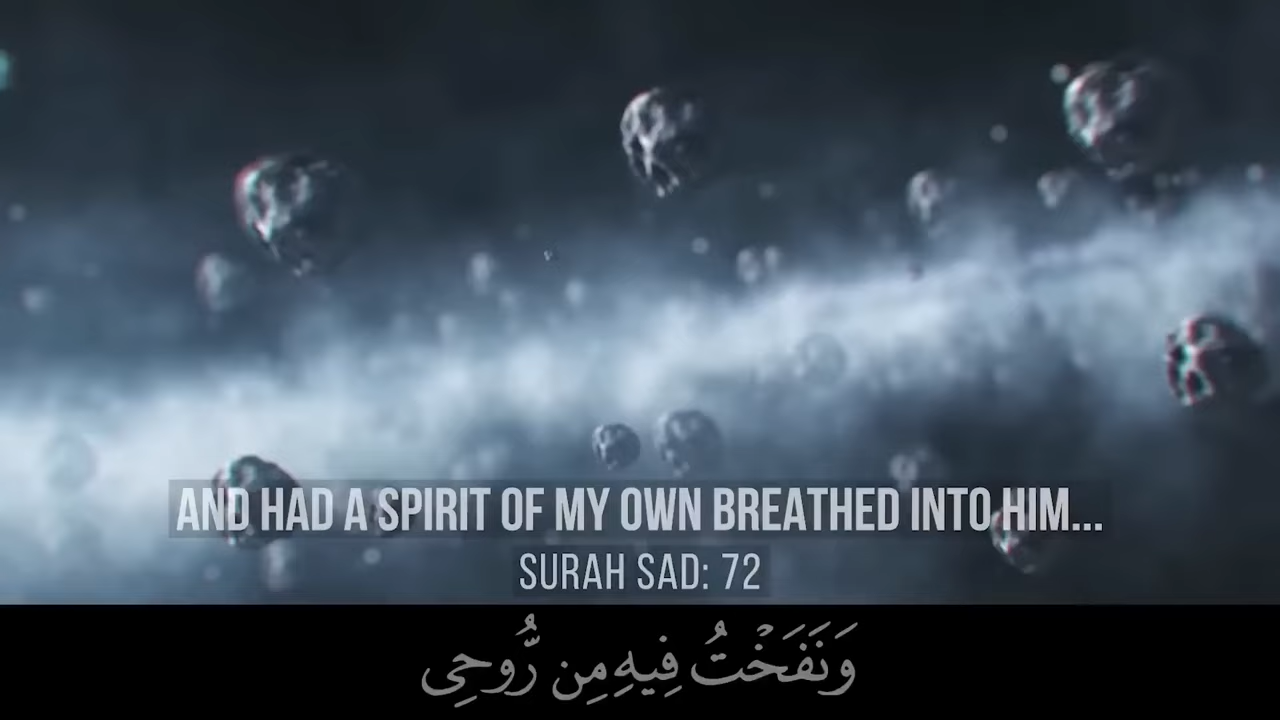 AND HAD A SPIRIT OF MY OWN BREATHED INTO HIM...
SURAH SAD: 72
وَنَفَخۡتُ فِيهِ مِن رُّوحِى